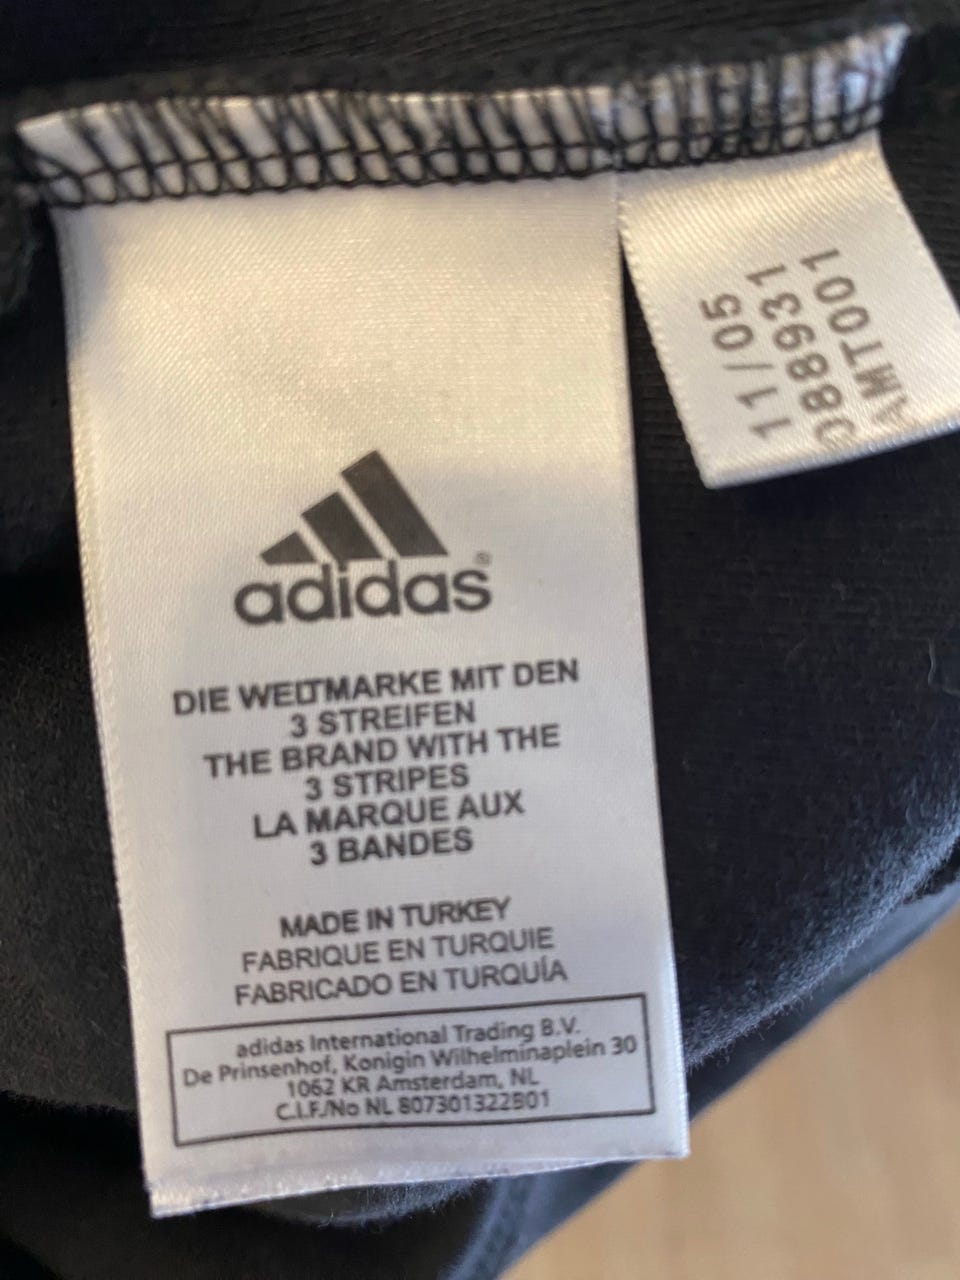 adidas®
DIE WELTMARKE MIT DEN
3 STREIFEN
THE BRAND WITH THE
3 STRIPES
LA MARQUE AUX
3 BANDES
MADE IN TURKEY
FABRIQUE EN TURQUIE
FABRICADO EN TURQUÍA
adidas International Trading B.V.
De Prinsenhof, Konigin Wilhelminaplein 30
1062 KR Amsterdam, NL
C.I.F./No NL 807301322B01
11/05
0889931
AMT001